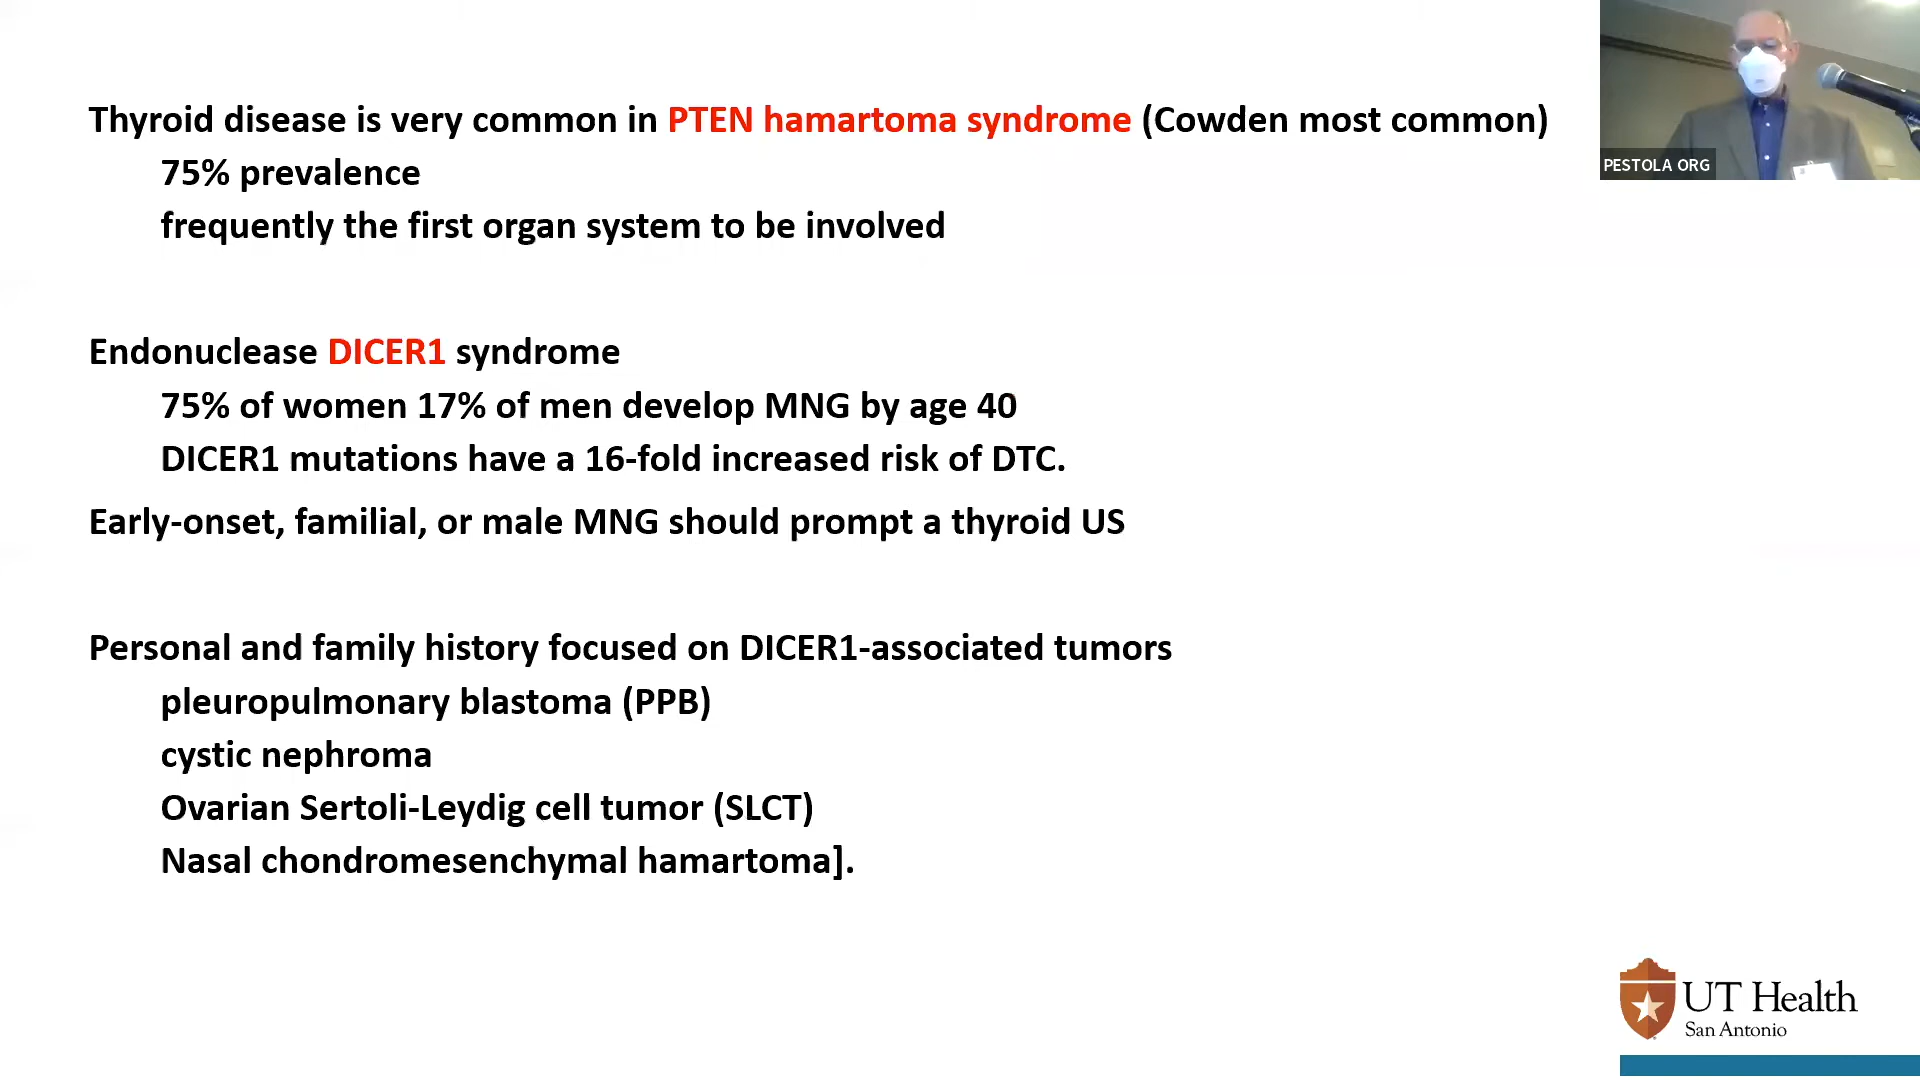 Thyroid disease is very common in PTEN hamartoma syndrome (Cowden most common)
75% prevalence
frequently the first organ system to be involved
Endonuclease DICER1 syndrome
75% of women 17% of men develop MNG by age 40
DICER1 mutations have a 16-fold increased risk of DTC.
Early-onset, familial, or male MNG should prompt a thyroid US
Personal and family history focused on DICER1-associated tumors
pleuropulmonary blastoma (PPB)
cystic nephroma
Ovarian Sertoli-Leydig cell tumor (SLCT)
Nasal chondromesenchymal hamartoma].
PESTOLA ORG
UT Health
San Antonio